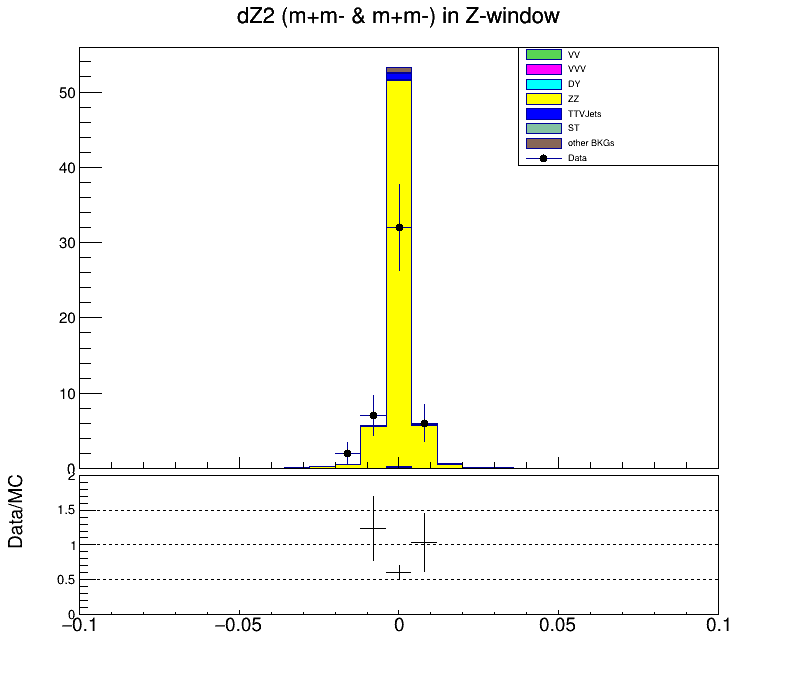 dZ2 (m+m- & m+m-) in Z-window
VV
VVV
DY
ZZ
TTVJets
ST
other BKGs
Data
50
40
30
20
10
0
Data/MC
2
1.5
1
0.5
0
−0.1
−0.05
0
0.05
0.1